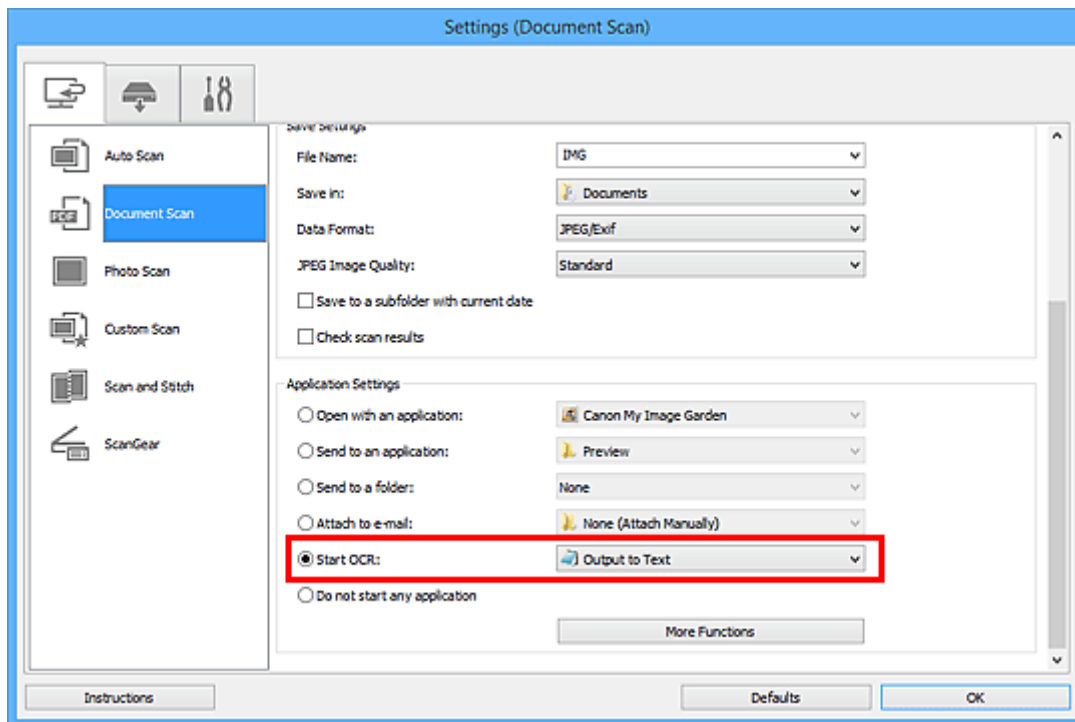 Settings (Document Scan)
Save Settings
Auto Scan
Document Scan
Photo Scan
Custom Scan
Scan and Stitch
ScanGear
File Name: IMG
Save in: Documents
Data Format: JPEG/Exif
JPEG Image Quality: Standard
Save to a subfolder with current date
Check scan results
Application Settings
Open with an application: Canon My Image Garden
Send to an application: Preview
Send to a folder: None
Attach to e-mail: None (Attach Manually)
Start OCR: Output to Text
Do not start any application
More Functions
Instructions
Defaults
OK
PDF